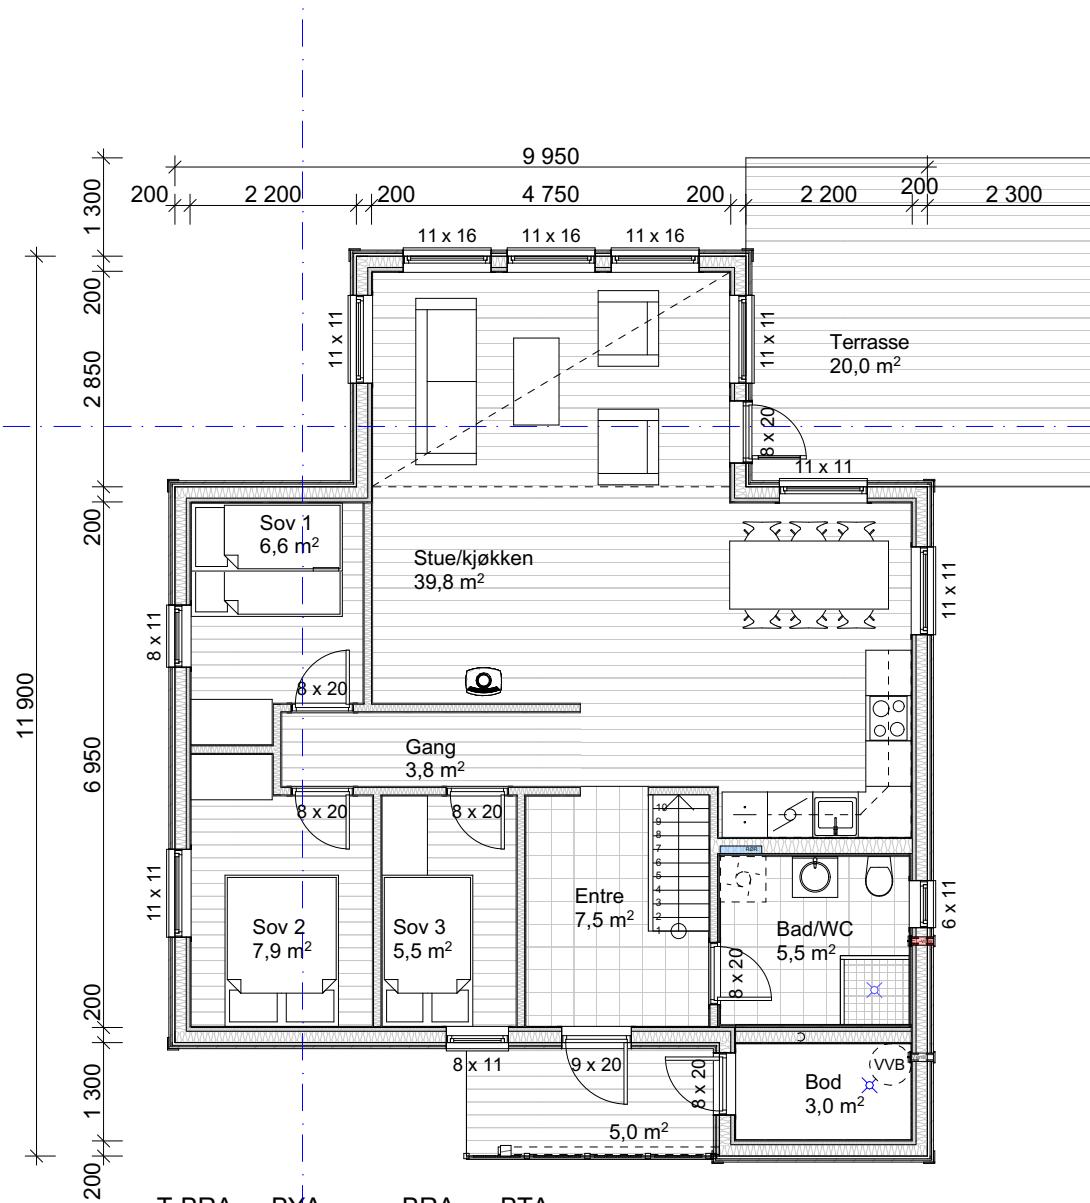 9 950
200 2 200 200 4 750 200 2 200 200 2 300
1 300
11 x 16 11 x 16 11 x 16
200
11 x 11
11 x 11
Terrasse
20,0 m²
2 850
8 x 20
11 x 11
200
Sov 1
6,6 m²
Stue/kjøkken
39,8 m²
11 x 11
8 x 11
8 x 20
11 900
6 950
Gang
3,8 m²
8 x 20
8 x 20
10
9
8
7
6
5
4
3
2
1
11 x 11
Entre
7,5 m²
6 x 11
Sov 2
7,9 m²
Sov 3
5,5 m²
Bad/WC
5,5 m²
8 x 20
200
8 x 11
9 x 20
8 x 20
VVB
Bod
3,0 m²
1 300
5,0 m²
200
T-BRA BYA BRA BTA